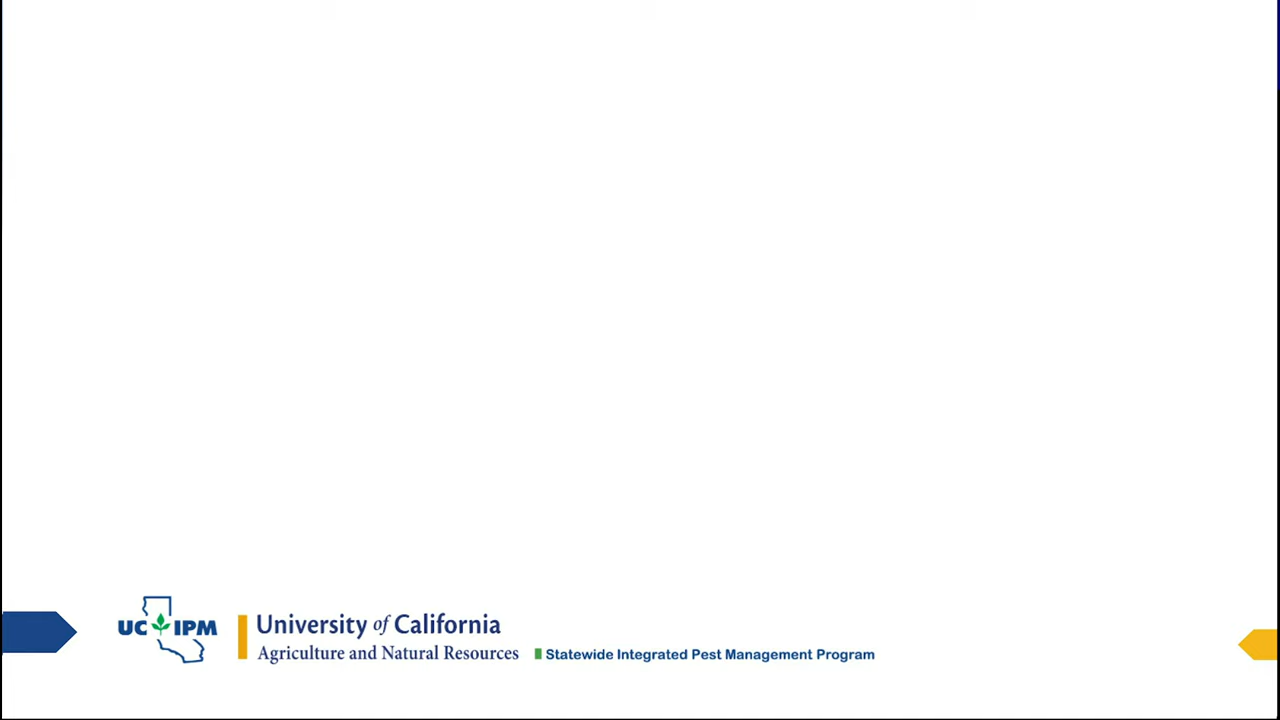 UC IPM
University of California
Agriculture and Natural Resources
Statewide Integrated Pest Management Program